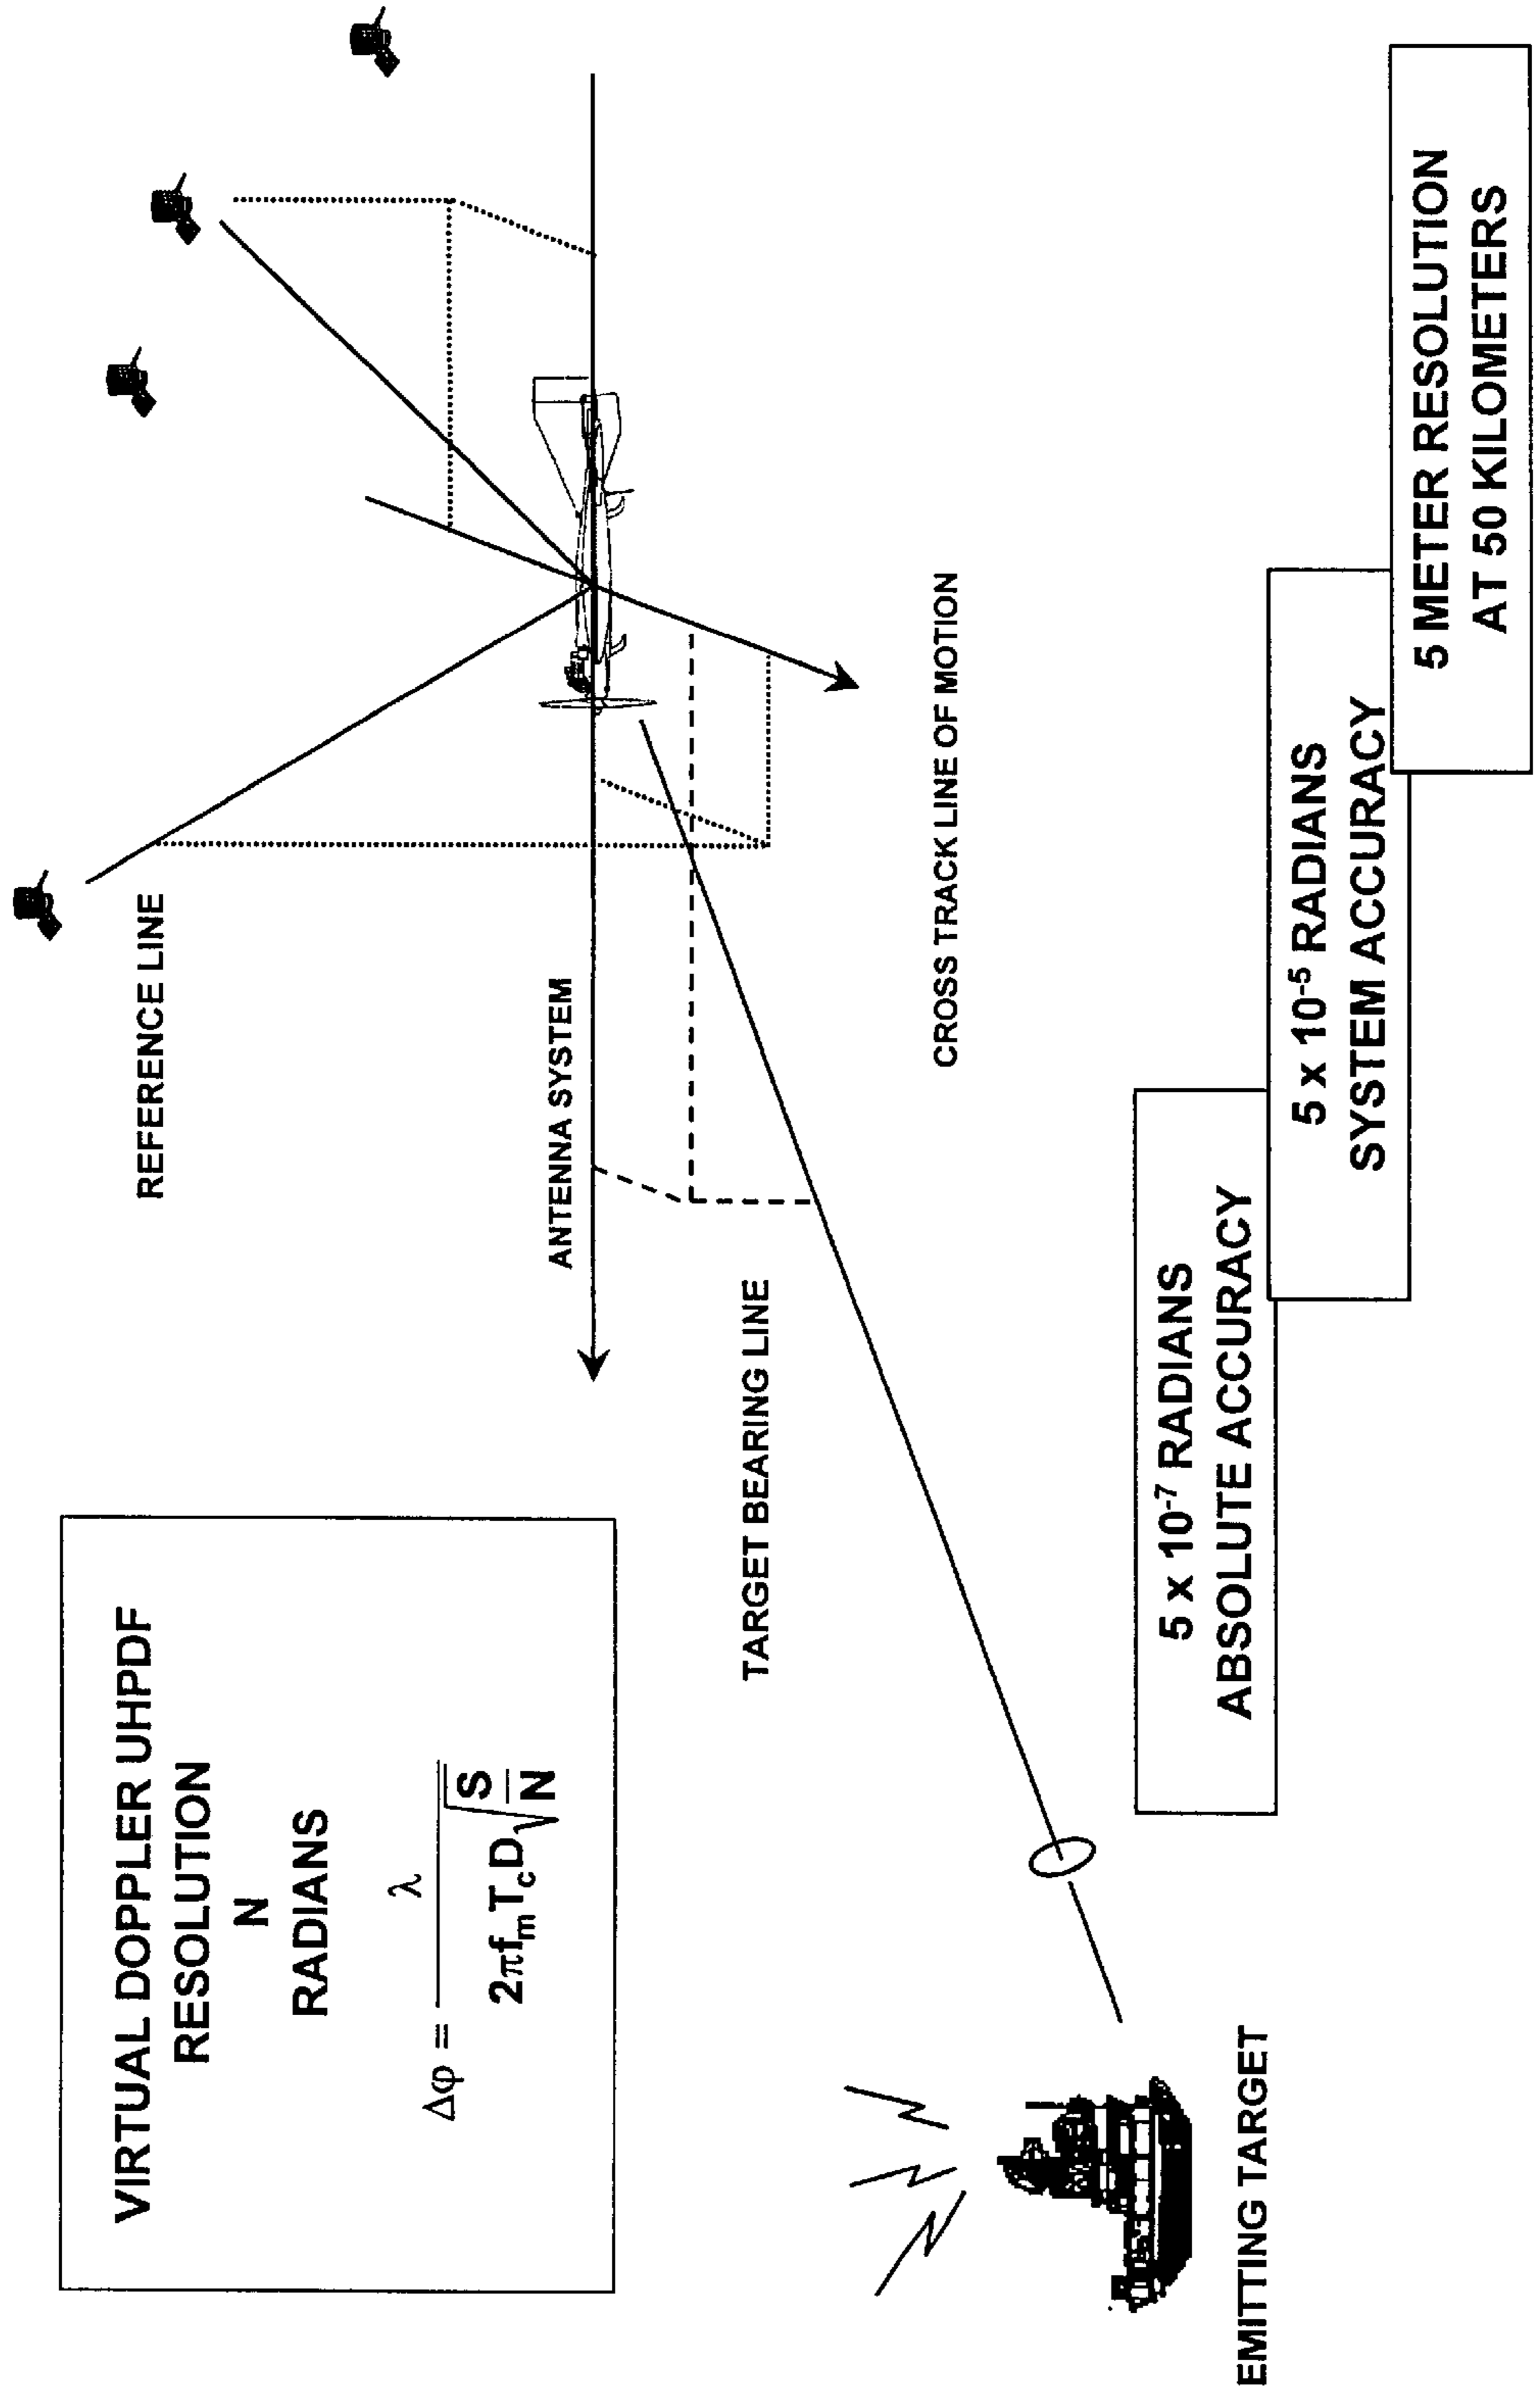 VIRTUAL DOPPLER UHPDF
RESOLUTION
N
RADIANS
Δφ = λ / 2πfₘT꜀D√S/N
REFERENCE LINE
ANTENNA SYSTEM
TARGET BEARING LINE
CROSS TRACK LINE OF MOTION
EMITTING TARGET
5 x 10⁻⁷ RADIANS
ABSOLUTE ACCURACY
5 x 10⁻⁵ RADIANS
SYSTEM ACCURACY
5 METER RESOLUTION
AT 50 KILOMETERS